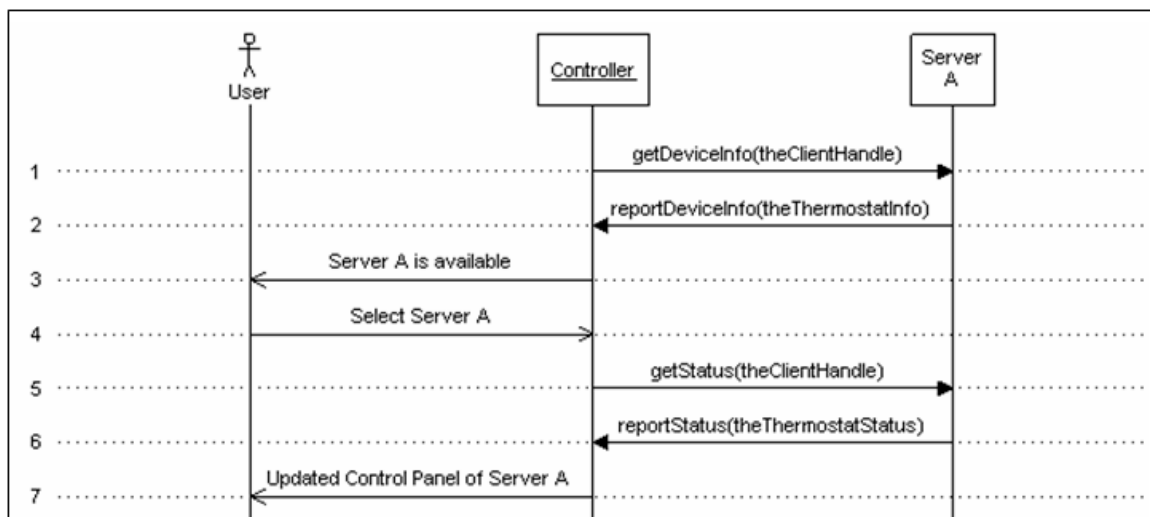 User
Controller
Server
A
1
getDeviceInfo(theClientHandle)
2
reportDeviceInfo(theThermostatInfo)
3
Server A is available
4
Select Server A
5
getStatus(theClientHandle)
6
reportStatus(theThermostatStatus)
7
Updated Control Panel of Server A